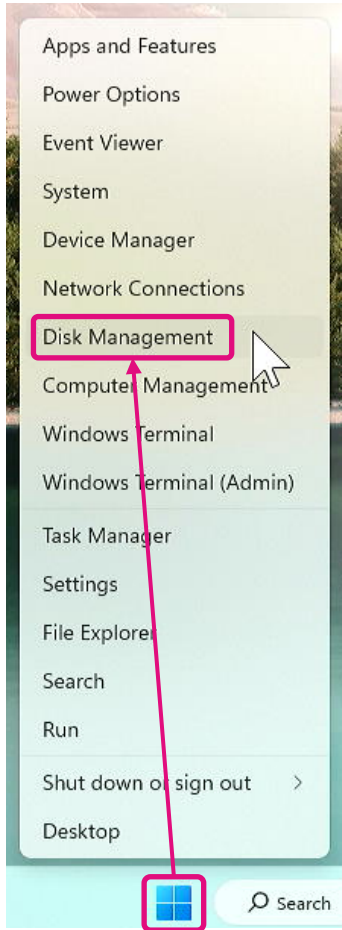 Apps and Features
Power Options
Event Viewer
System
Device Manager
Network Connections
Disk Management
Computer Management
Windows Terminal
Windows Terminal (Admin)
Task Manager
Settings
File Explorer
Search
Run
Shut down or sign out
Desktop
Search